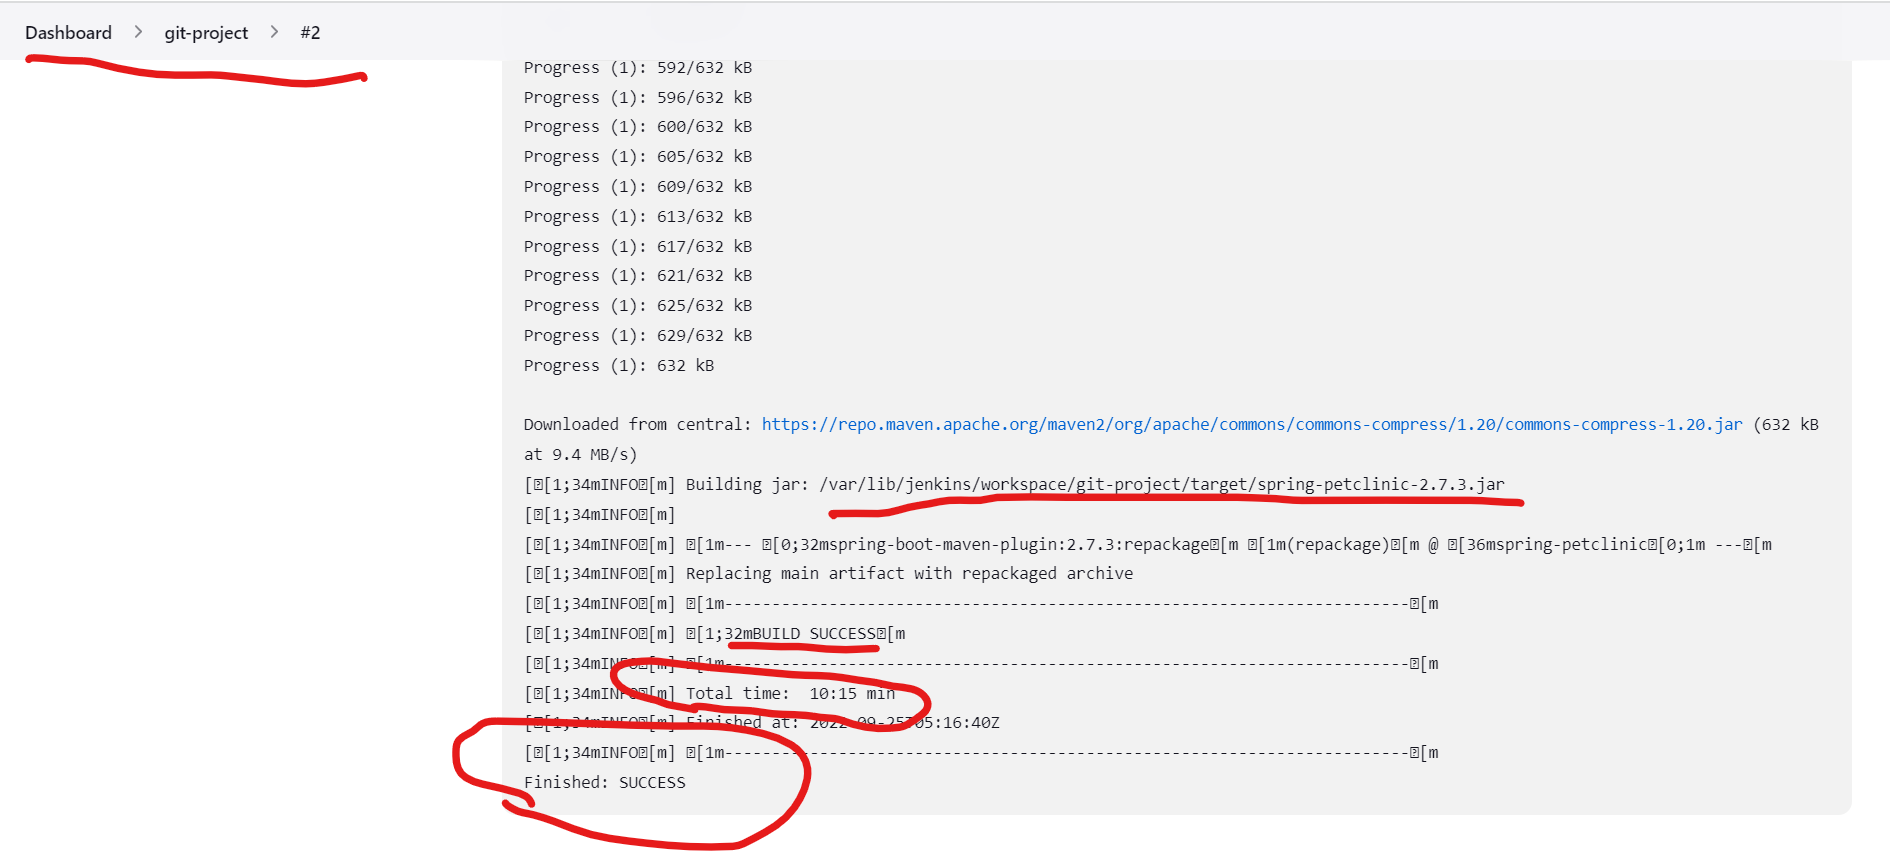 Dashboard > git-project > #2
Progress (1): 592/632 kB
Progress (1): 596/632 kB
Progress (1): 600/632 kB
Progress (1): 605/632 kB
Progress (1): 609/632 kB
Progress (1): 613/632 kB
Progress (1): 617/632 kB
Progress (1): 621/632 kB
Progress (1): 625/632 kB
Progress (1): 629/632 kB
Progress (1): 632 kB
Downloaded from central: https://repo.maven.apache.org/maven2/org/apache/commons/commons-compress/1.20/commons-compress-1.20.jar (632 kB
at 9.4 MB/s)
[[1;34mINFO[m] Building jar: /var/lib/jenkins/workspace/git-project/target/spring-petclinic-2.7.3.jar
[[1;34mINFO[m]
[[1;34mINFO[m] [1m--- [0;32mspring-boot-maven-plugin:2.7.3:repackage[m [1m(repackage)[m @ [36mspring-petclinic[0;1m ---[m
[[1;34mINFO[m] Replacing main artifact with repackaged archive
[[1;34mINFO[m] [1m------------------------------------------------------------------------[m
[[1;34mINFO[m] [1;32mBUILD SUCCESS[m
[[1;34mINFO[m] [1m------------------------------------------------------------------------[m
[[1;34mINFO[m] Total time:  10:15 min
[[1;34mINFO[m] Finished at: 2022-09-25T05:16:40Z
[[1;34mINFO[m] [1m------------------------------------------------------------------------[m
Finished: SUCCESS